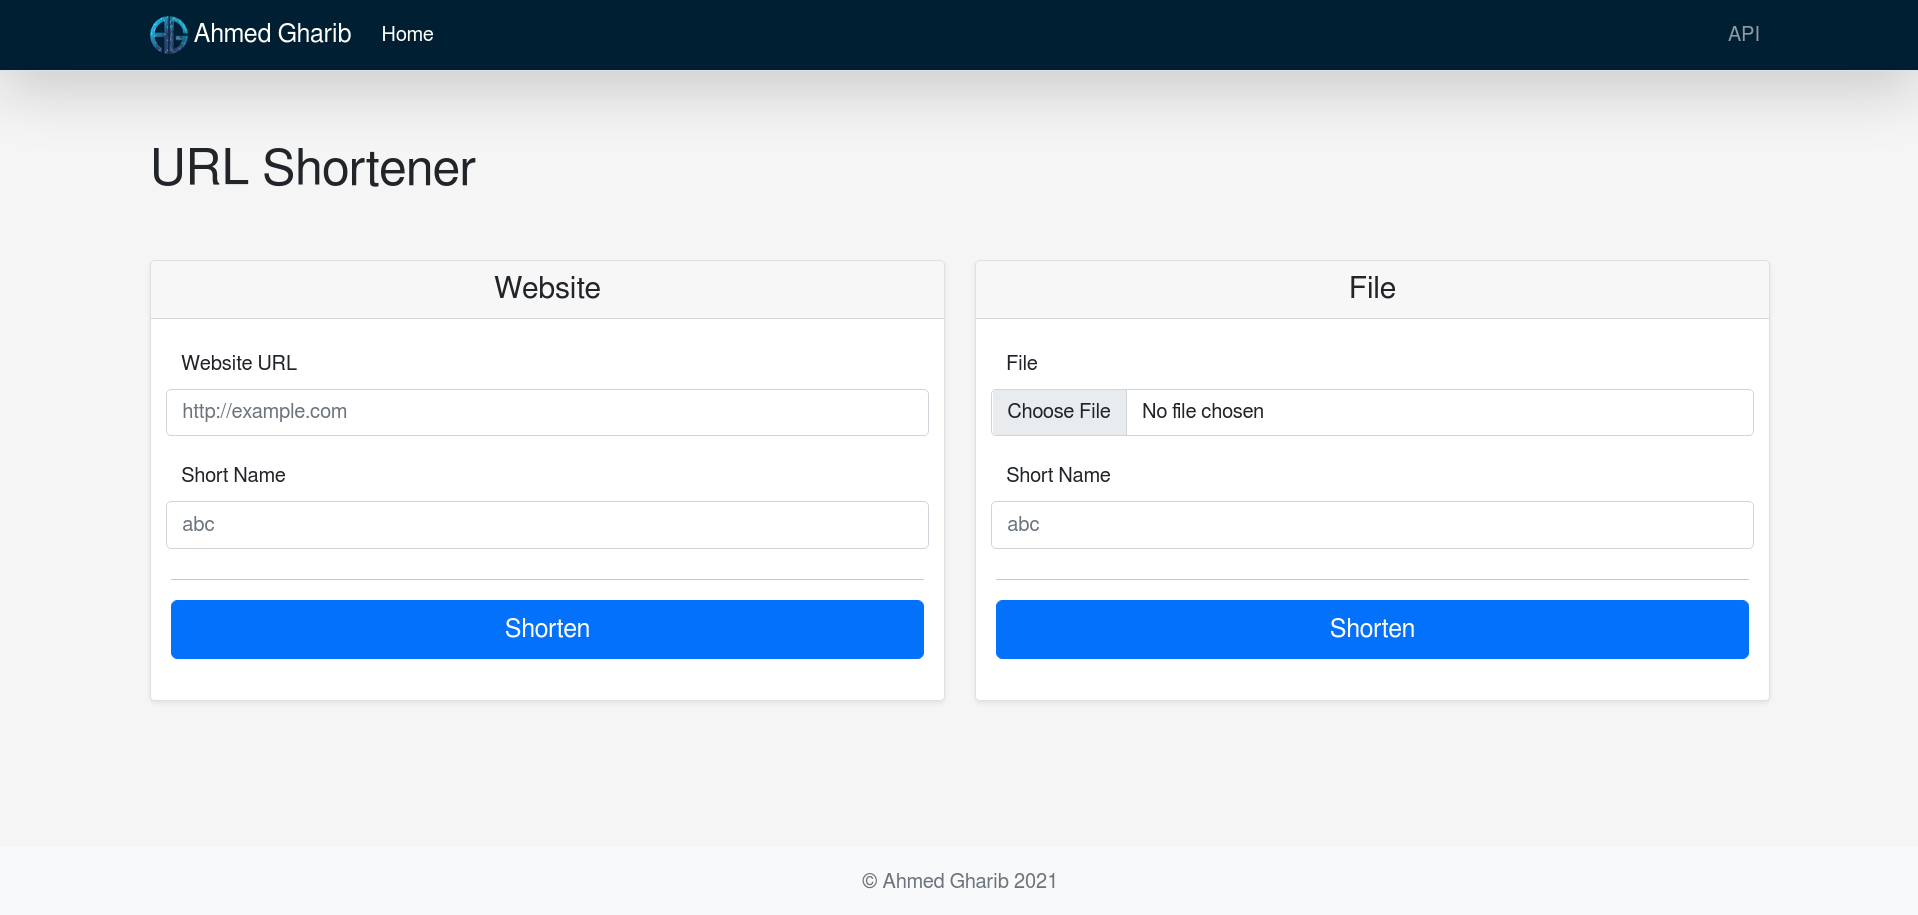 Ahmed Gharib Home API
URL Shortener
Website
Website URL
http://example.com
Short Name
abc
Shorten
File
File
Choose File No file chosen
Short Name
abc
Shorten
© Ahmed Gharib 2021